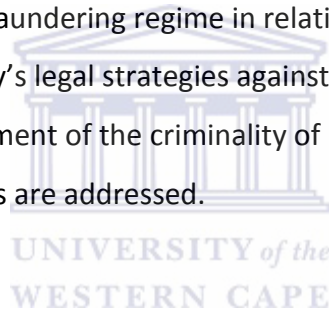 aundering regime in relati
y’s legal strategies against
ment of the criminality of
s are addressed.
UNIVERSITY of the
WESTERN CAPE